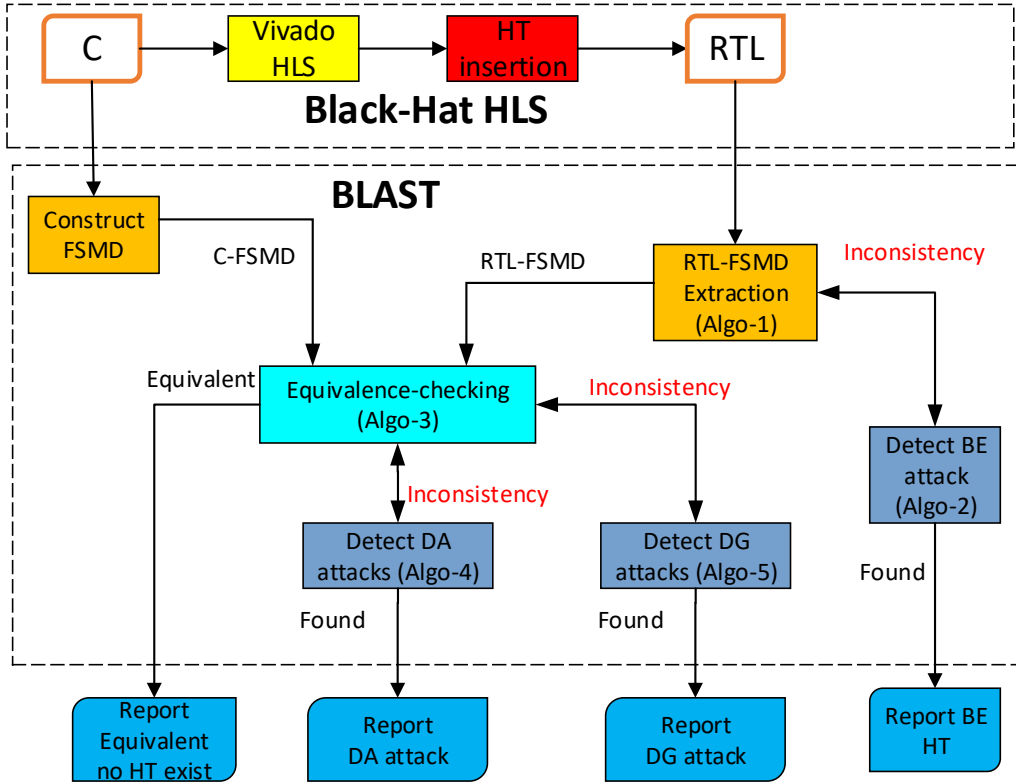 C
Vivado
HLS
HT
insertion
RTL
Black-Hat HLS
BLAST
Construct
FSMD
C-FSMD
RTL-FSMD
RTL-FSMD
Extraction
(Algo-1)
Inconsistency
Equivalent
Equivalence-checking
(Algo-3)
Inconsistency
Detect BE
attack
(Algo-2)
Inconsistency
Detect DA
attacks (Algo-4)
Detect DG
attacks (Algo-5)
Found
Found
Found
Report
Equivalent
no HT exist
Report
DA attack
Report
DG attack
Report BE
HT